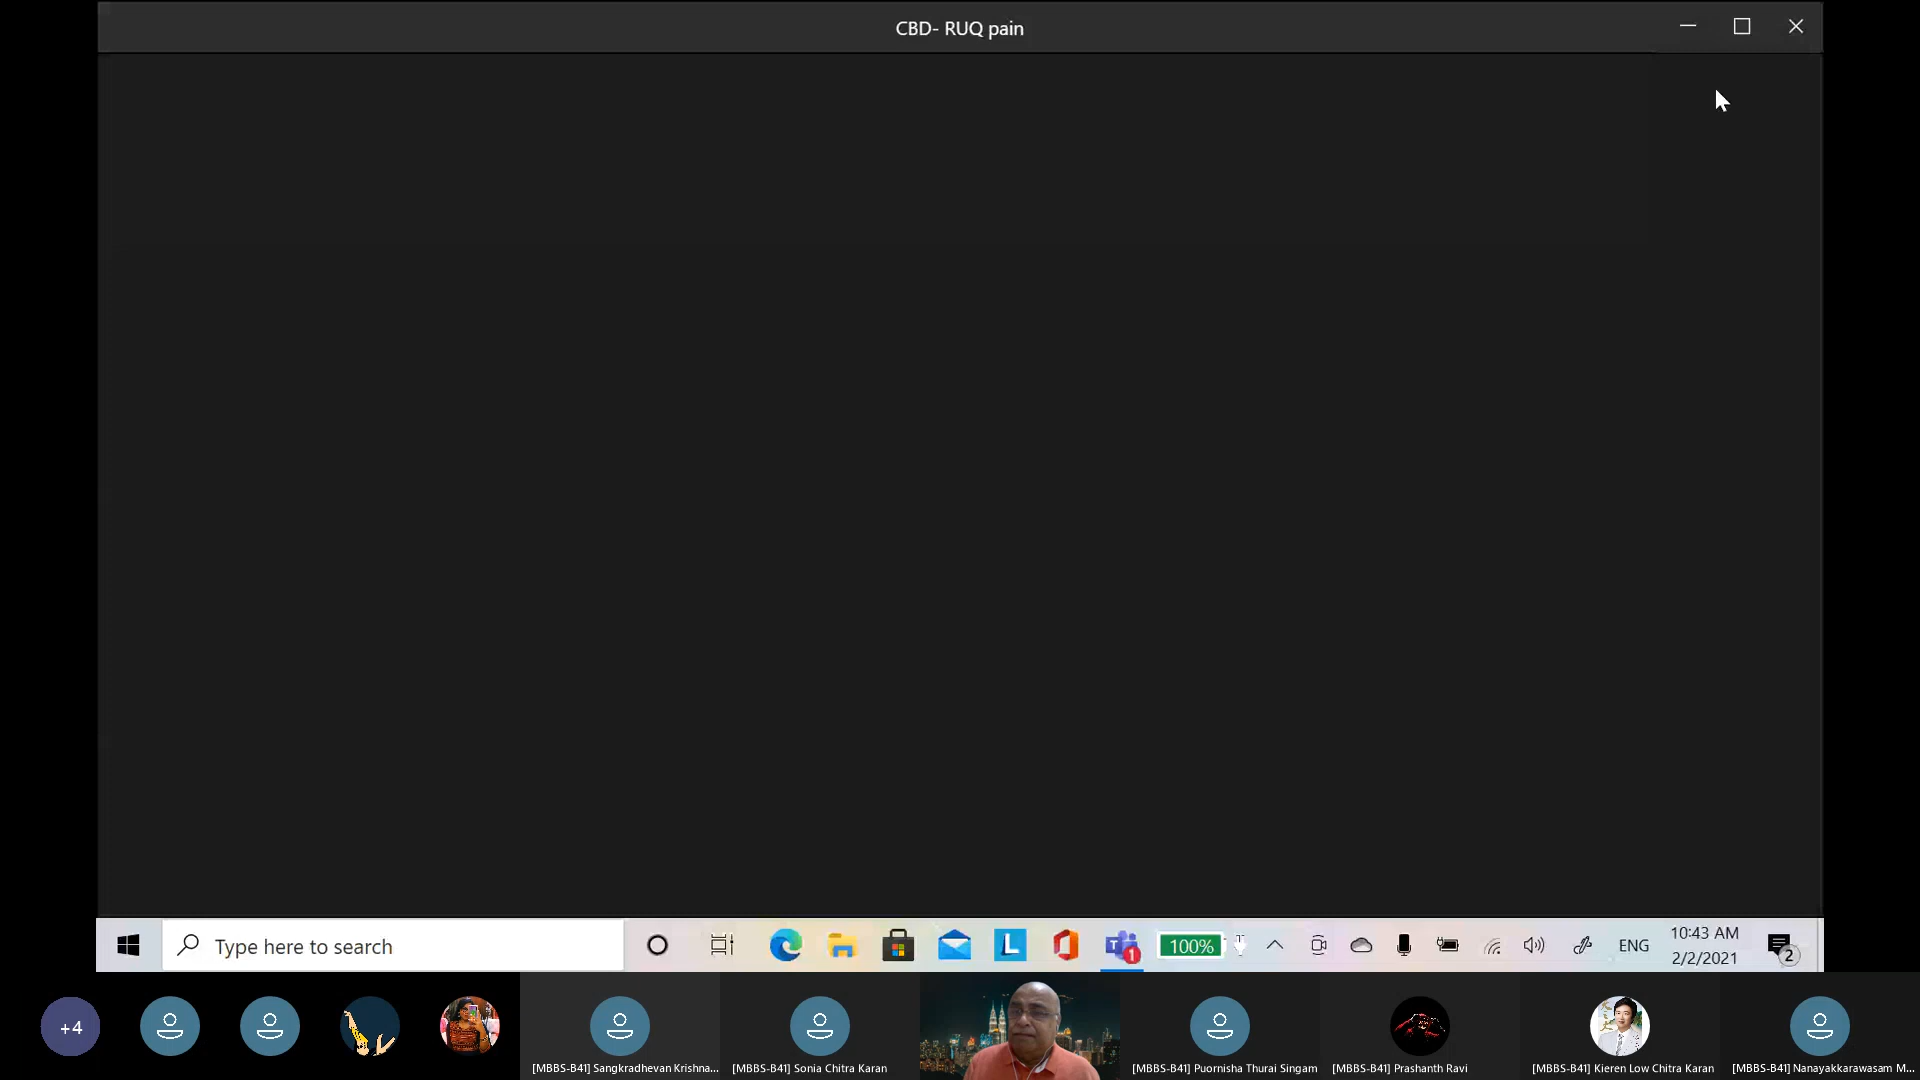 CBD- RUQ pain
Type here to search
L
T
1
100%
ENG
10:43 AM
2/2/2021
2
+4
[MBBS-B41] Sangkradhevan Krishna...
[MBBS-B41] Sonia Chitra Karan
[MBBS-B41] Puornisha Thurai Singam
[MBBS-B41] Prashanth Ravi
[MBBS-B41] Kieren Low Chitra Karan
[MBBS-B41] Nanayakkarawasam M...